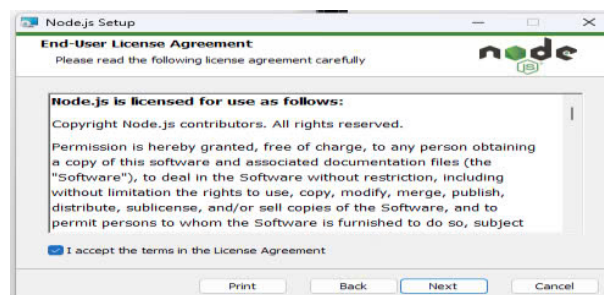 Node.js Setup
End-User License Agreement
Please read the following license agreement carefully
node
JS
Node.js is licensed for use as follows:
Copyright Node.js contributors. All rights reserved.
Permission is hereby granted, free of charge, to any person obtaining
a copy of this software and associated documentation files (the
"Software"), to deal in the Software without restriction, including
without limitation the rights to use, copy, modify, merge, publish,
distribute, sublicense, and/or sell copies of the Software, and to
permit persons to whom the Software is furnished to do so, subject
I accept the terms in the License Agreement
Print Back Next Cancel